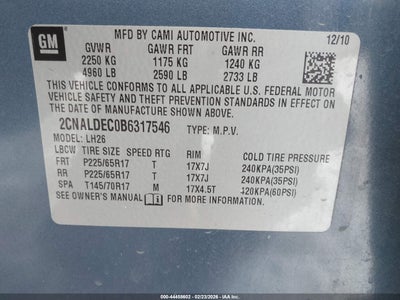 GM
MFD BY CAMI AUTOMOTIVE INC. 12/10
GVWR GAWR FRT GAWR RR
2250 KG 1175 KG 1240 KG
4960 LB 2590 LB 2733 LB
THIS VEHICLE CONFORMS TO ALL APPLICABLE
U.S. FEDERAL MOTOR VEHICLE SAFETY, BUMPER, AND
THEFT PREVENTION STANDARDS IN EFFECT ON THE
DATE OF MANUFACTURE SHOWN ABOVE.
2CNALDEC0B6317546 TYPE: M.P.V.
MODEL: LH26
LBCW TIRE SIZE SPEED RTG RIM COLD TIRE PRESSURE
FRT P225/65R17 T 17X7J 240KPA(35PSI)
RR P225/65R17 T 17X7J 240KPA(35PSI)
SPA T145/70R17 M 17X4.5T 420KPA(60PSI)
SEE OWNER'S MANUAL FOR MORE INFORMATION.
000-44458602 - 02/23/2026 - IAAI.COM